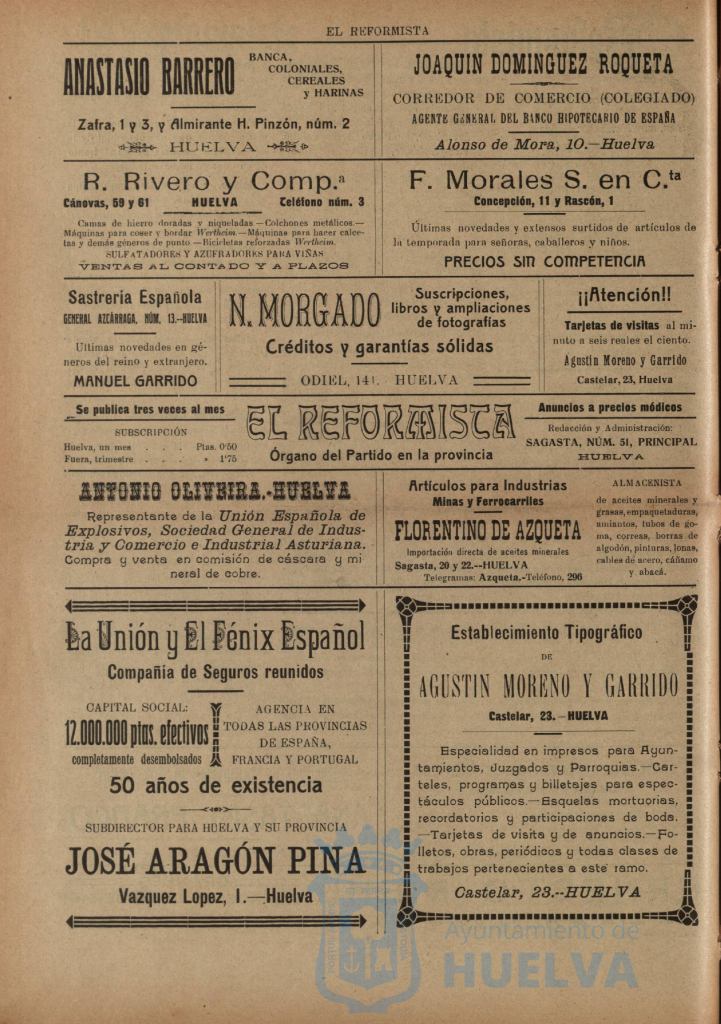 EL REFORMISTA
ANASTASIO BARRERO
BANCA,
COLONIALES,
CEREALES
y HARINAS
Zafra, 1 y 3, y Almirante H. Pinzón, núm. 2
HUELVA
JOAQUIN DOMINGUEZ ROQUETA
CORREDOR DE COMERCIO (COLEGIADO)
AGENTE GENERAL DEL BANCO HIPOTECARIO DE ESPAÑA
Alonso de Mora, 10.—Huelva
R. Rivero y Comp.ª
Cánovas, 59 y 61 HUELVA Teléfono núm. 3
Camas de hierro doradas y niqueladas—Colchones metálicos.—
Máquinas para coser y bordar Wertheim.—Máquinas para hacer calce-
tas y demás géneros de punto—Bicicletas reforzadas Wertheim.
SULFATADORES Y AZUFRADORES PARA VIÑAS
VENTAS AL CONTADO Y A PLAZOS
F. Morales S. en C.ta
Concepción, 11 y Rascón, 1
Últimas novedades y extensos surtidos de artículos de
la temporada para señoras, caballeros y niños.
PRECIOS SIN COMPETENCIA
Sastrería Española
GENERAL AZCÁRRAGA, NÚM. 13.--HUELVA
Ultimas novedades en gé-
neros del reino y extranjero.
MANUEL GARRIDO
N. MORGADO
Suscripciones,
libros y ampliaciones
de fotografías
Créditos y garantías sólidas
ODIEL, 141. HUELVA
¡¡Atención!!
Tarjetas de visitas al mi-
nuto a seis reales el ciento.
Agustín Moreno y Garrido
Castelar, 23, Huelva
Se publica tres veces al mes
SUBSCRIPCIÓN
Huelva, un mes . . . Ptas. 0'50
Fuera, trimestre . . . » 1'75
EL REFORMISTA
Órgano del Partido en la provincia
Anuncios a precios módicos
Redacción y Administración:
SAGASTA, NÚM. 51, PRINCIPAL
HUELVA
ANTONIO OLIVEIRA.-HUELVA
Representante de la Unión Española de
Explosivos, Sociedad General de Indus-
tria y Comercio e Industrial Asturiana.
Compra y venta en comisión de cáscara y mi
neral de cobre.
Artículos para Industrias
Minas y Ferrocarriles
FLORENTINO DE AZQUETA
Importación directa de aceites minerales
Sagasta, 20 y 22.--HUELVA
Telegramas: Azqueta.-Teléfono, 296
ALMACENISTA
de aceites minerales y
grasas, empaquetaduras,
amiantos, tubos de go-
ma, correas, borras de
algodón, pinturas, lonas,
cables de acero, cáñamo
y abacá.
La Unión y El Fénix Español
Compañia de Seguros reunidos
CAPITAL SOCIAL:
12.000.000 ptas. efectivos
completamente desembolsados
AGENCIA EN
TODAS LAS PROVINCIAS
DE ESPAÑA,
FRANCIA Y PORTUGAL
50 años de existencia
SUBDIRECTOR PARA HUELVA Y SU PROVINCIA
JOSÉ ARAGÓN PINA
Vazquez Lopez, 1.—Huelva
Establecimiento Tipográfico
DE
AGUSTIN MORENO Y GARRIDO
Castelar, 23.—HUELVA
Especialidad en impresos para Ayun-
tamientos, Juzgados y Parroquias.—Car-
teles, programas y billetajes para espec-
táculos públicos.—Esquelas mortuorias,
recordatorios y participaciones de boda.
—Tarjetas de visita y de anuncios.—Fo-
lletos, obras, periódicos y todas clases de
trabajos pertenecientes a este ramo.
Castelar, 23.--HUELVA
Ayuntamiento de
HUELVA